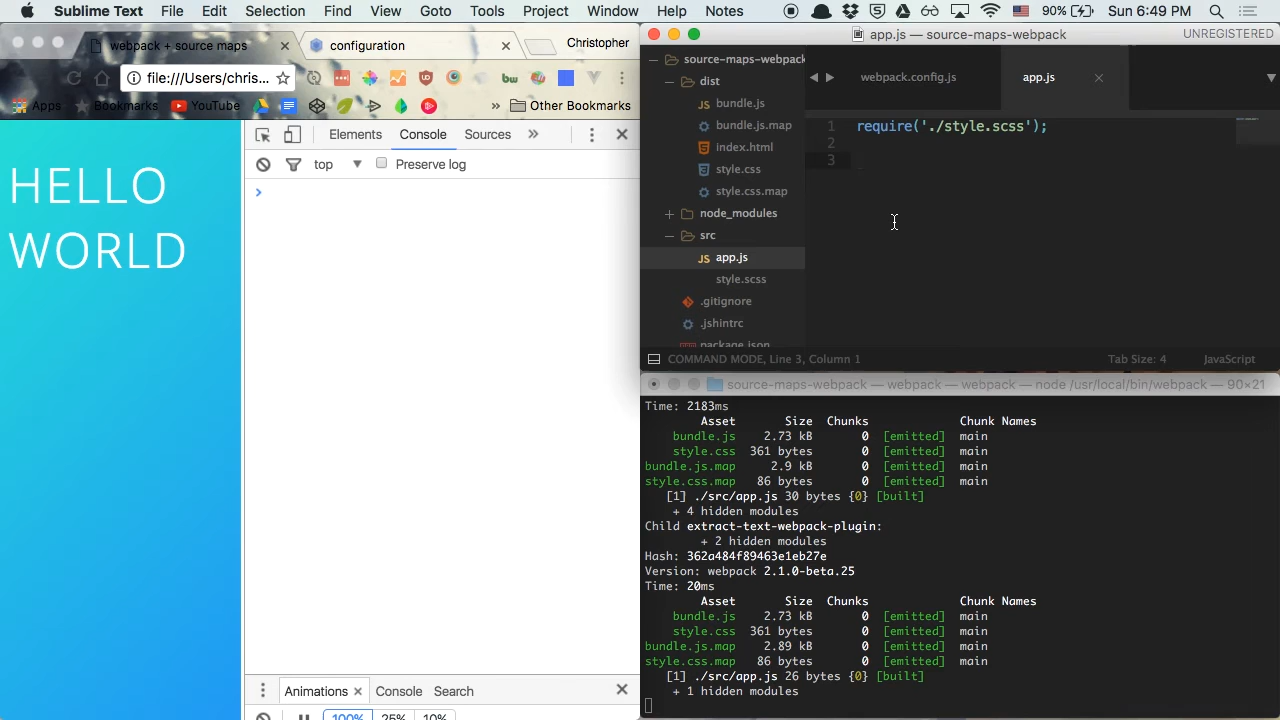 Sublime Text File Edit Selection Find View Goto Tools Project Window Help Notes 90% Sun 6:49 PM
webpack + source maps × configuration × Christopher
file:///Users/chris...
Apps Bookmarks YouTube » Other Bookmarks
HELLO
WORLD
Elements Console Sources »
top Preserve log
>
Animations × Console Search
100% 25% 10%
app.js — source-maps-webpack UNREGISTERED
source-maps-webpack
dist
JS bundle.js
bundle.js.map
index.html
style.css
style.css.map
node_modules
src
JS app.js
style.scss
.gitignore
.jshintrc
package.json
webpack.config.js app.js ×
1 require('./style.scss');
2
3
COMMAND MODE, Line 3, Column 1 Tab Size: 4 JavaScript
source-maps-webpack — webpack — webpack — node /usr/local/bin/webpack — 90×21
Time: 2183ms
Asset Size Chunks Chunk Names
bundle.js 2.73 kB 0 [emitted] main
style.css 361 bytes 0 [emitted] main
bundle.js.map 2.9 kB 0 [emitted] main
style.css.map 86 bytes 0 [emitted] main
[1] ./src/app.js 30 bytes {0} [built]
+ 4 hidden modules
Child extract-text-webpack-plugin:
+ 2 hidden modules
Hash: 362a484f89463e1eb27e
Version: webpack 2.1.0-beta.25
Time: 20ms
Asset Size Chunks Chunk Names
bundle.js 2.73 kB 0 [emitted] main
style.css 361 bytes 0 [emitted] main
bundle.js.map 2.89 kB 0 [emitted] main
style.css.map 86 bytes 0 [emitted] main
[1] ./src/app.js 26 bytes {0} [built]
+ 1 hidden modules